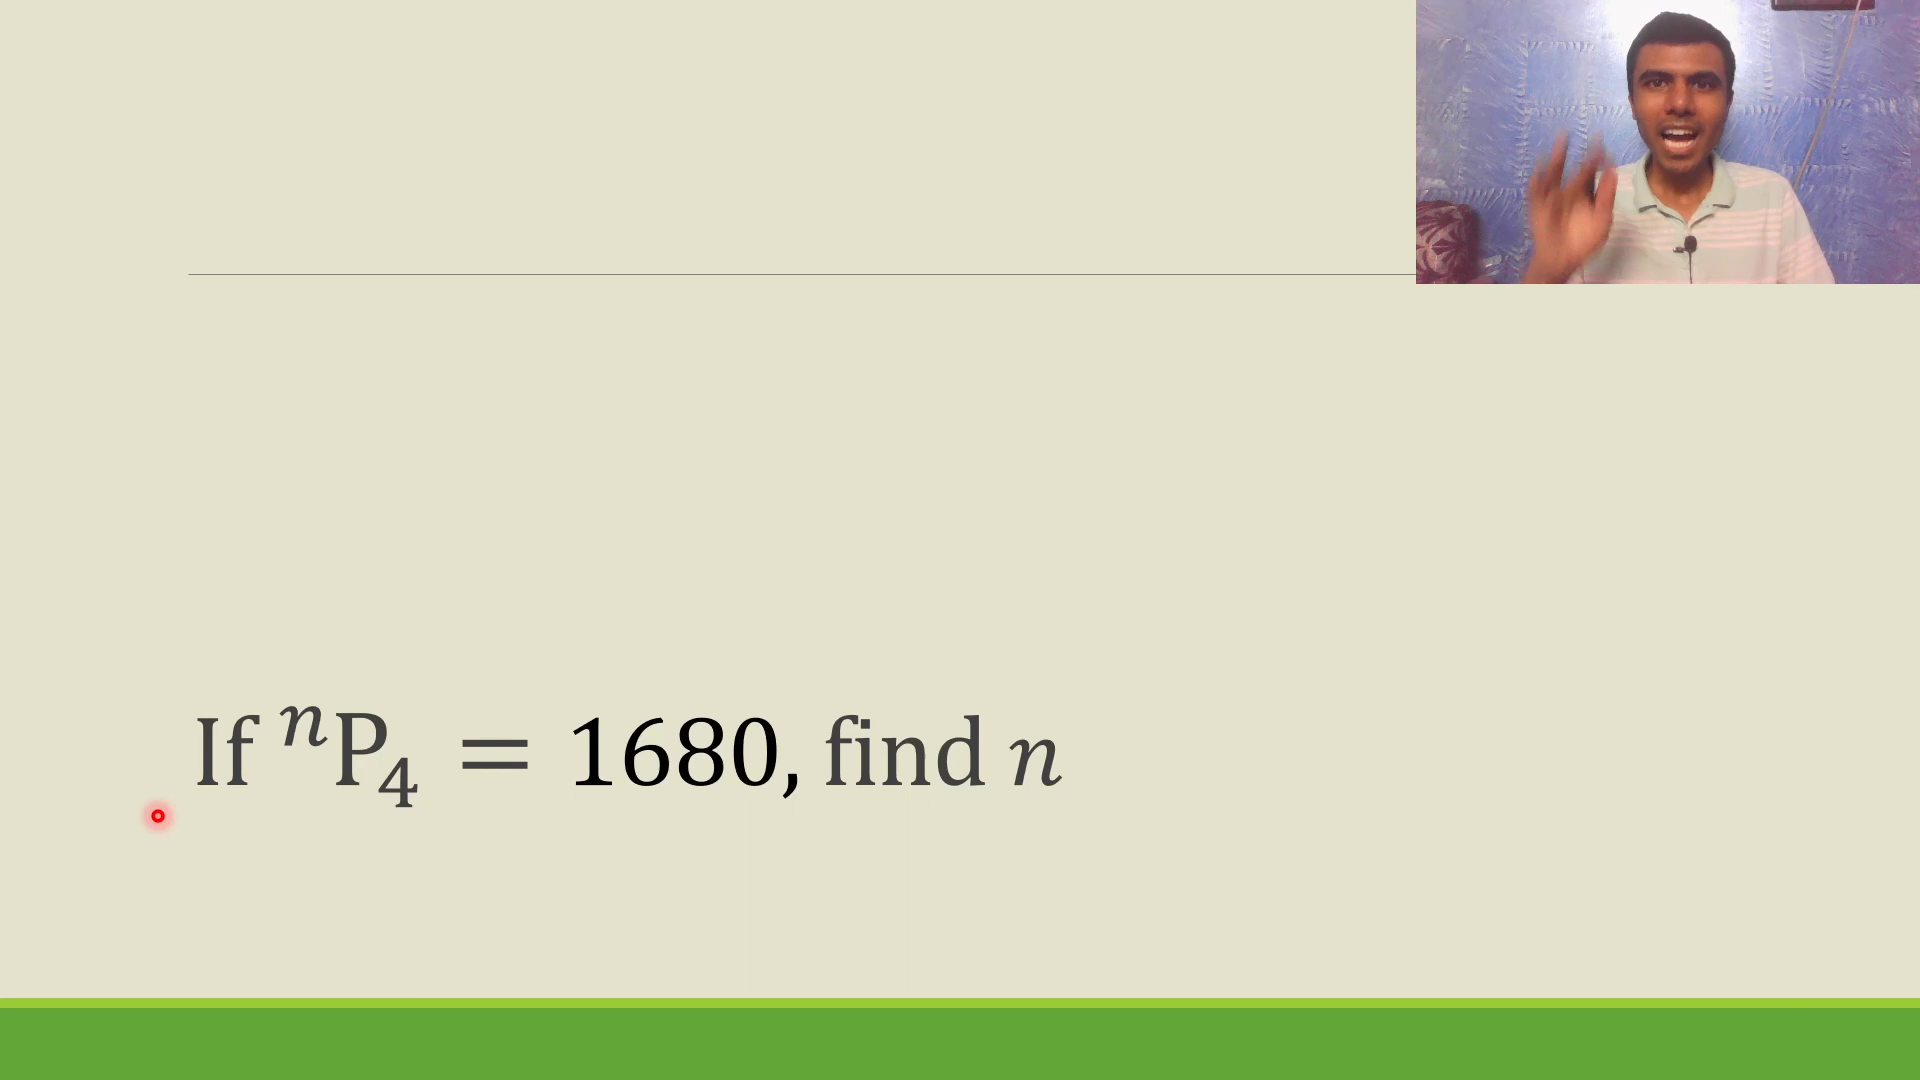 If ⁿP₄ = 1680, find n